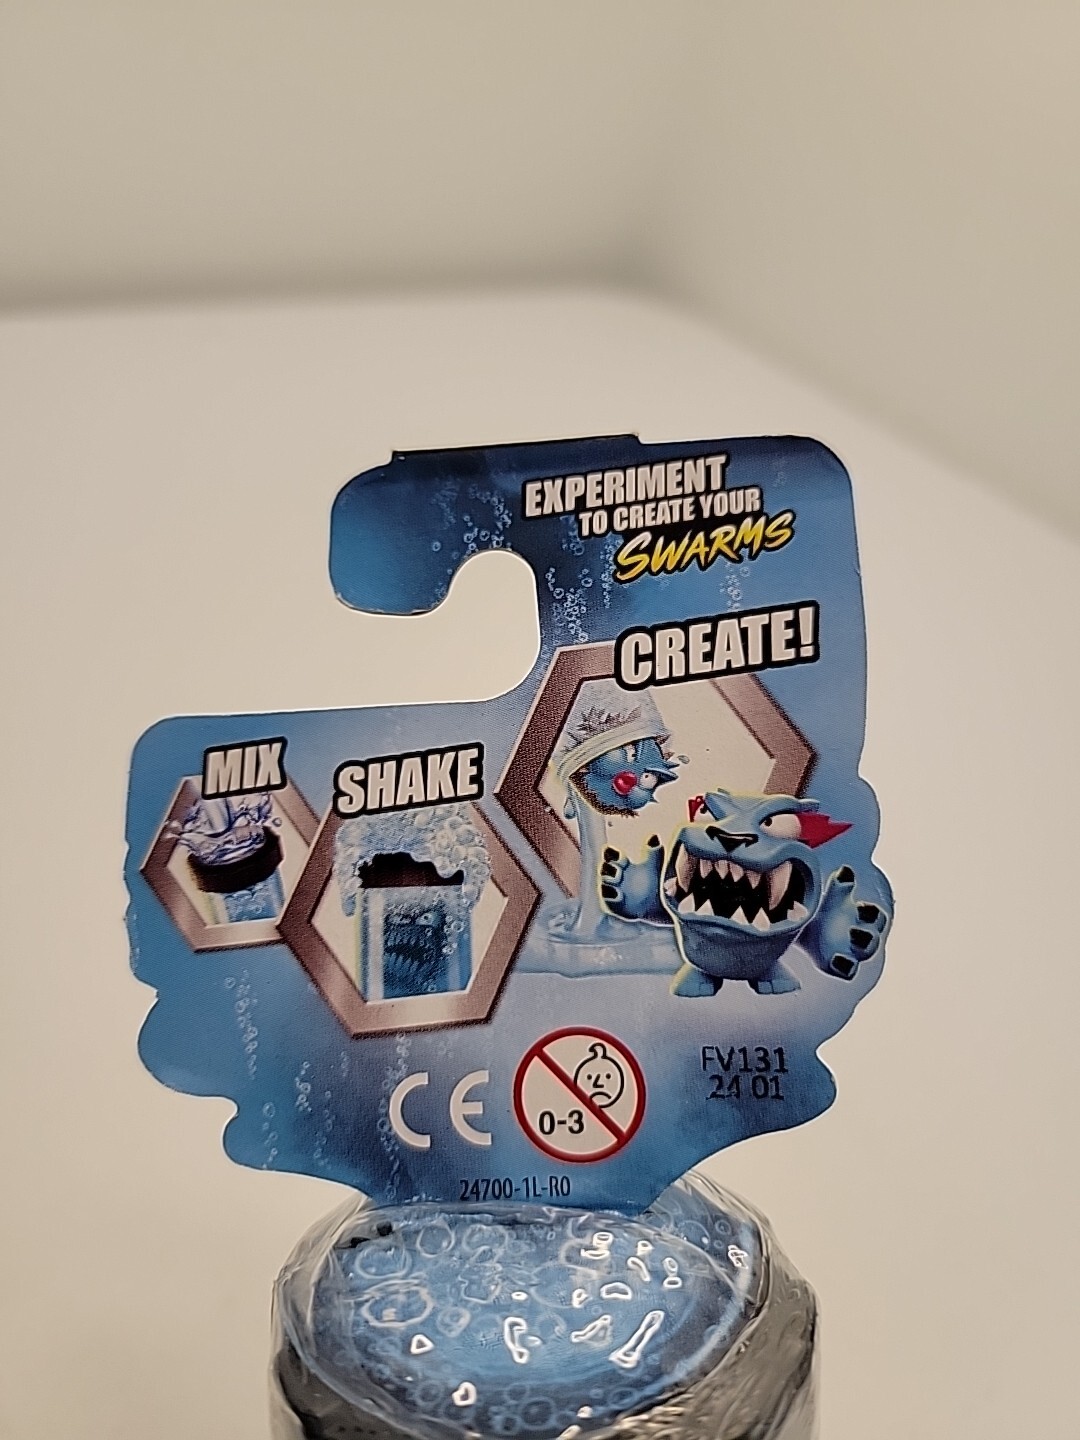 EXPERIMENT
TO CREATE YOUR
SWARMS
CREATE!
MIX
SHAKE
CE
0-3
FV131
24 01
24700-1L-R0